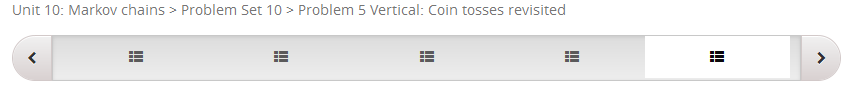 Unit 10: Markov chains > Problem Set 10 > Problem 5 Vertical: Coin tosses revisited